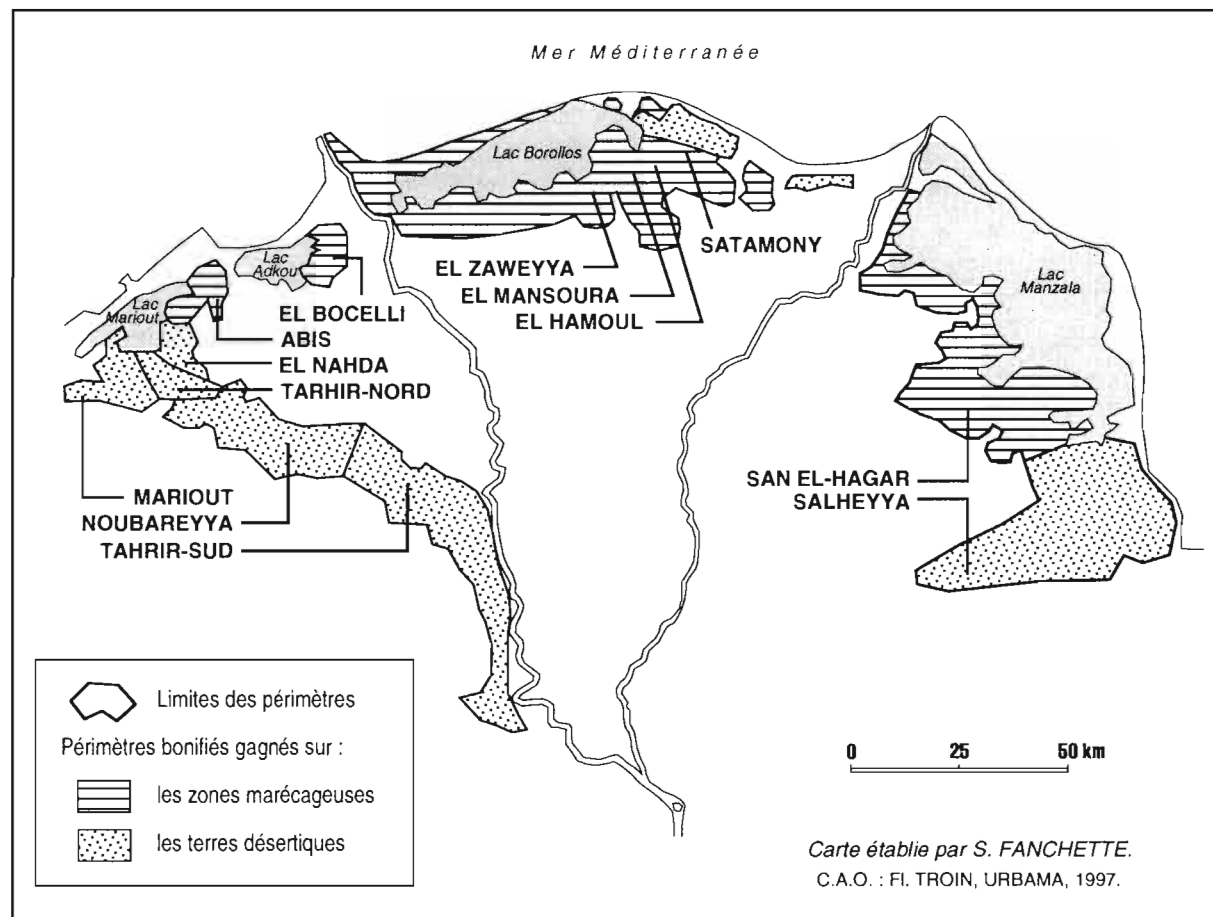 Mer Méditerranée
Lac Borollos
Lac Adkou
Lac Mariout
Lac Manzala
SATAMONY
EL ZAWEYYA
EL MANSOURA
EL HAMOUL
EL BOCELLI
ABIS
EL NAHDA
TARHIR-NORD
MARIOUT
NOUBAREYYA
TAHRIR-SUD
SAN EL-HAGAR
SALHEYYA
Limites des périmètres
Périmètres bonifiés gagnés sur :
les zones marécageuses
les terres désertiques
0 25 50 km
Carte établie par S. FANCHETTE.
C.A.O. : Fl. TROIN, URBAMA, 1997.